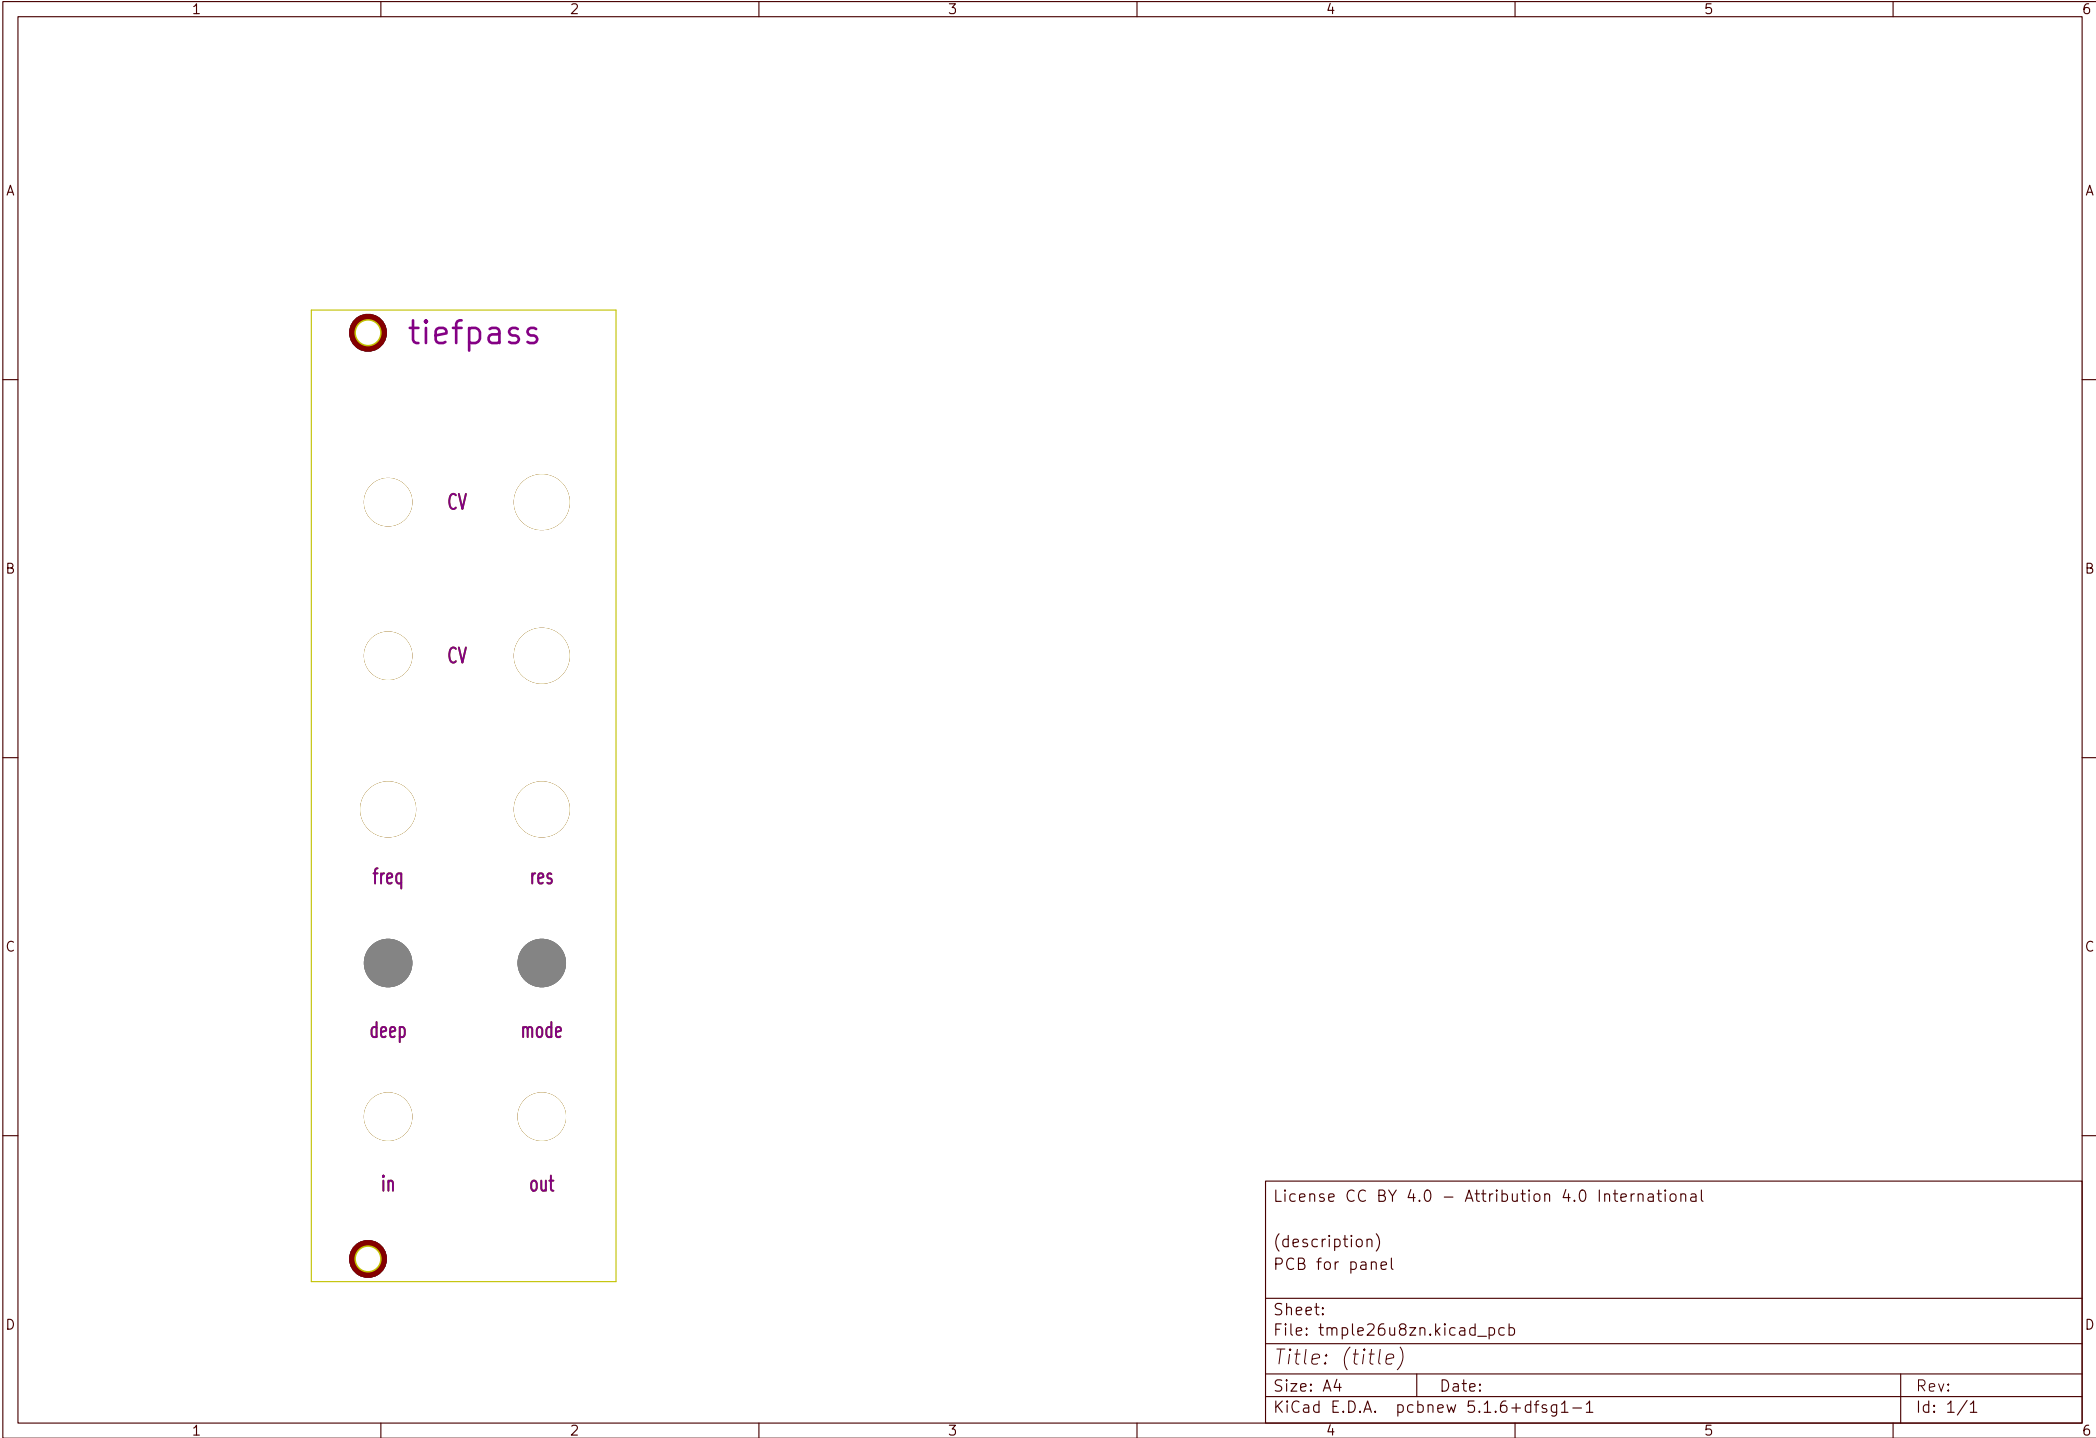 1 2 3 4 5 6
A A
tiefpass
CV
CV
B B
freq res
C C
deep mode
in out
License CC BY 4.0 – Attribution 4.0 International
(description)
PCB for panel
Sheet:
D D
File: tmple26u8zn.kicad_pcb
Title: (title)
Size: A4 Date: Rev:
KiCad E.D.A. pcbnew 5.1.6+dfsg1-1 Id: 1/1
1 2 3 4 5 6